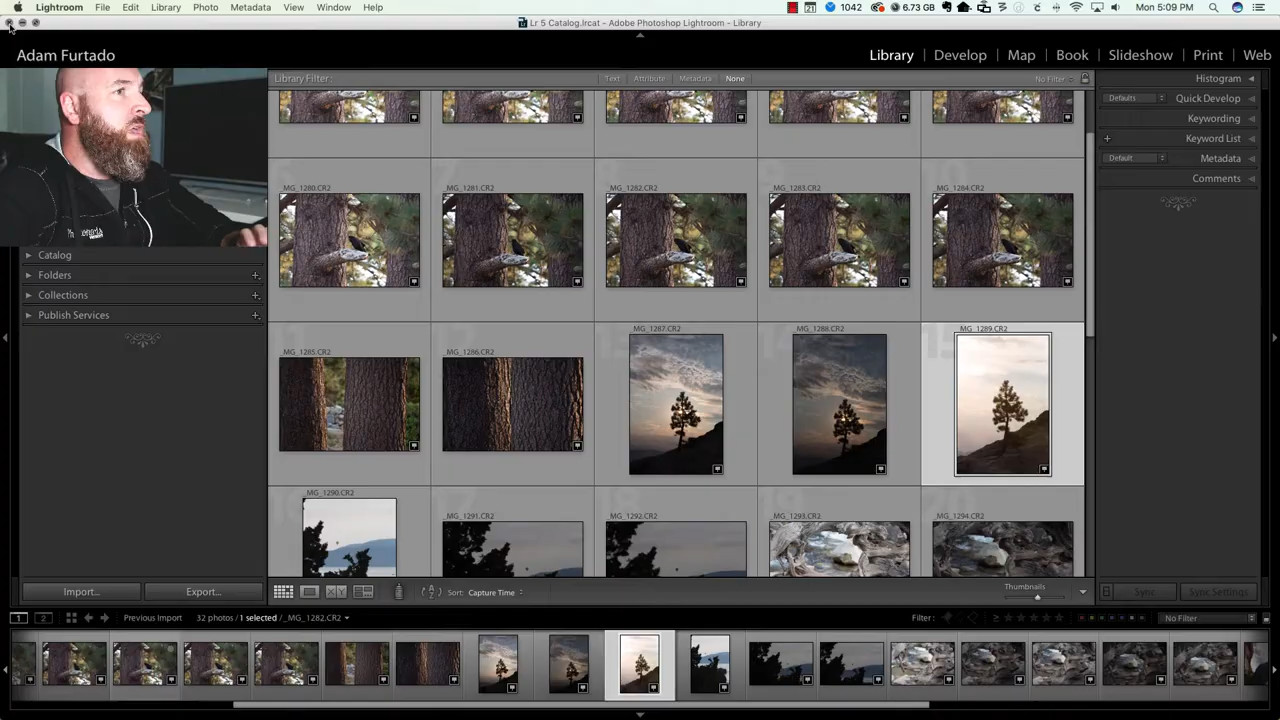 Lightroom File Edit Library Photo Metadata View Window Help 1042 6.73 GB Mon 5:09 PM
Lr 5 Catalog.lrcat - Adobe Photoshop Lightroom - Library
Adam Furtado Library Develop Map Book Slideshow Print Web
Library Filter: Text Attribute Metadata None No Filter Histogram
Defaults Quick Develop
Keywording
Keyword List
Default Metadata
Comments
_MG_1280.CR2 _MG_1281.CR2 _MG_1282.CR2 _MG_1283.CR2 _MG_1284.CR2
Catalog
Folders
Collections
Publish Services
_MG_1285.CR2 _MG_1286.CR2 _MG_1287.CR2 _MG_1288.CR2 _MG_1289.CR2
_MG_1290.CR2 _MG_1291.CR2 _MG_1292.CR2 _MG_1293.CR2 _MG_1294.CR2
Import... Export... Sort: Capture Time Thumbnails Sync Sync Settings
1 2 Previous Import 32 photos / 1 selected / _MG_1282.CR2 Filter: No Filter